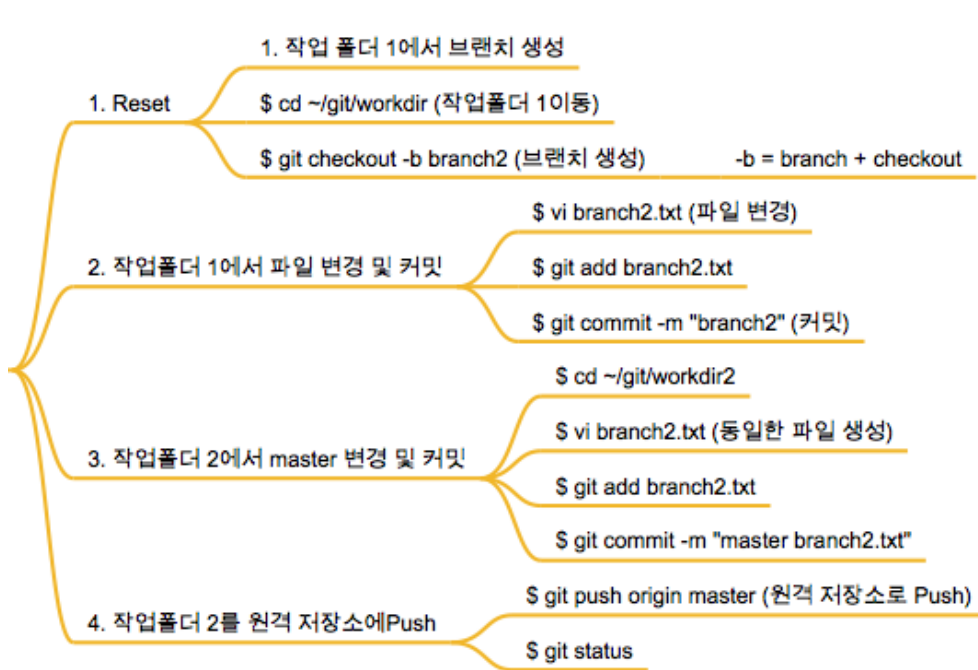 1. Reset
1. 작업 폴더 1에서 브랜치 생성
$ cd ~/git/workdir (작업폴더 1이동)
$ git checkout -b branch2 (브랜치 생성)
-b = branch + checkout
2. 작업폴더 1에서 파일 변경 및 커밋
$ vi branch2.txt (파일 변경)
$ git add branch2.txt
$ git commit -m "branch2" (커밋)
3. 작업폴더 2에서 master 변경 및 커밋
$ cd ~/git/workdir2
$ vi branch2.txt (동일한 파일 생성)
$ git add branch2.txt
$ git commit -m "master branch2.txt"
4. 작업폴더 2를 원격 저장소에Push
$ git push origin master (원격 저장소로 Push)
$ git status